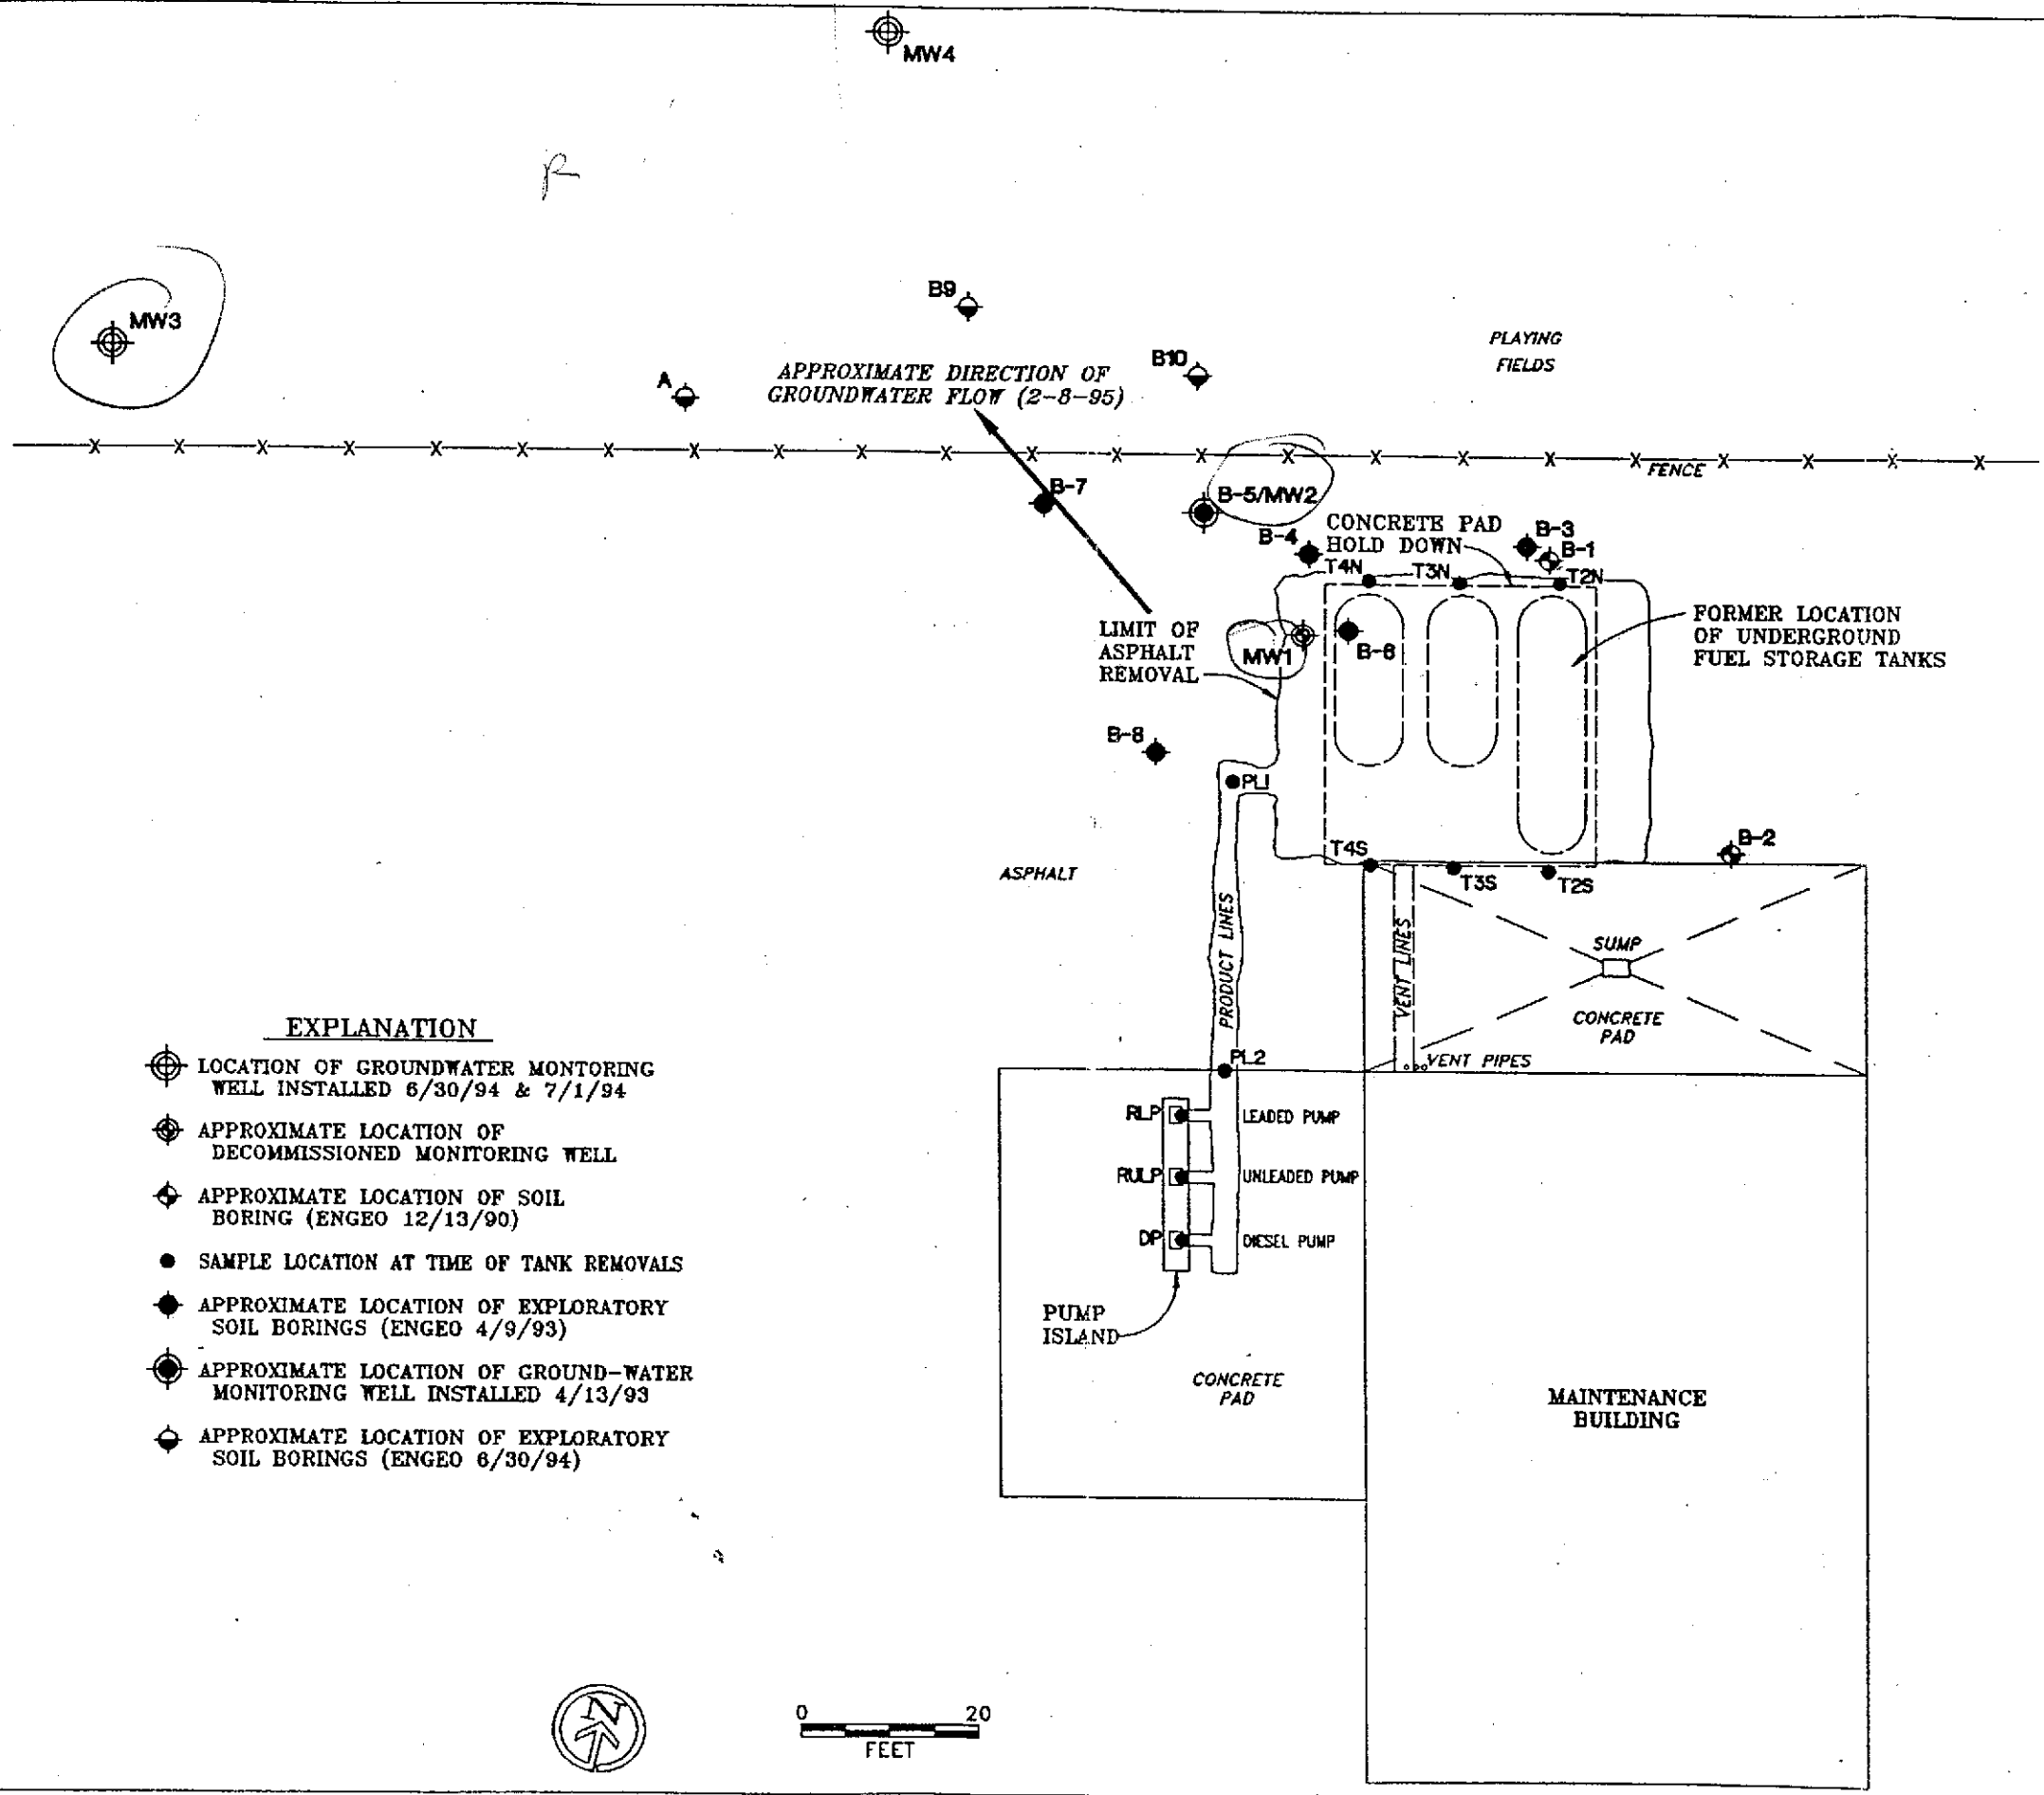 MW4
MW3
B9
B10
A
APPROXIMATE DIRECTION OF
GROUNDWATER FLOW (2-8-95)
PLAYING
FIELDS
X X X X X X X X X X X X X X X X X X X X X X X
FENCE
B-7
B-5/MW2
B-4
CONCRETE PAD
HOLD DOWN
B-3
B-1
T4N
T3N
T2N
LIMIT OF
ASPHALT
REMOVAL
MW1
B-6
FORMER LOCATION
OF UNDERGROUND
FUEL STORAGE TANKS
B-8
PL1
B-2
T4S
T3S
T2S
ASPHALT
PRODUCT LINES
VENT LINES
SUMP
CONCRETE
PAD
VENT PIPES
PL2
RLP
LEADED PUMP
RULP
UNLEADED PUMP
DP
DIESEL PUMP
PUMP
ISLAND
CONCRETE
PAD
MAINTENANCE
BUILDING
EXPLANATION
LOCATION OF GROUNDWATER MONTORING
WELL INSTALLED 6/30/94 & 7/1/94
APPROXIMATE LOCATION OF
DECOMMISSIONED MONITORING WELL
APPROXIMATE LOCATION OF SOIL
BORING (ENGEO 12/13/90)
SAMPLE LOCATION AT TIME OF TANK REMOVALS
APPROXIMATE LOCATION OF EXPLORATORY
SOIL BORINGS (ENGEO 4/9/93)
APPROXIMATE LOCATION OF GROUND-WATER
MONITORING WELL INSTALLED 4/13/93
APPROXIMATE LOCATION OF EXPLORATORY
SOIL BORINGS (ENGEO 6/30/94)
N
0 20
FEET